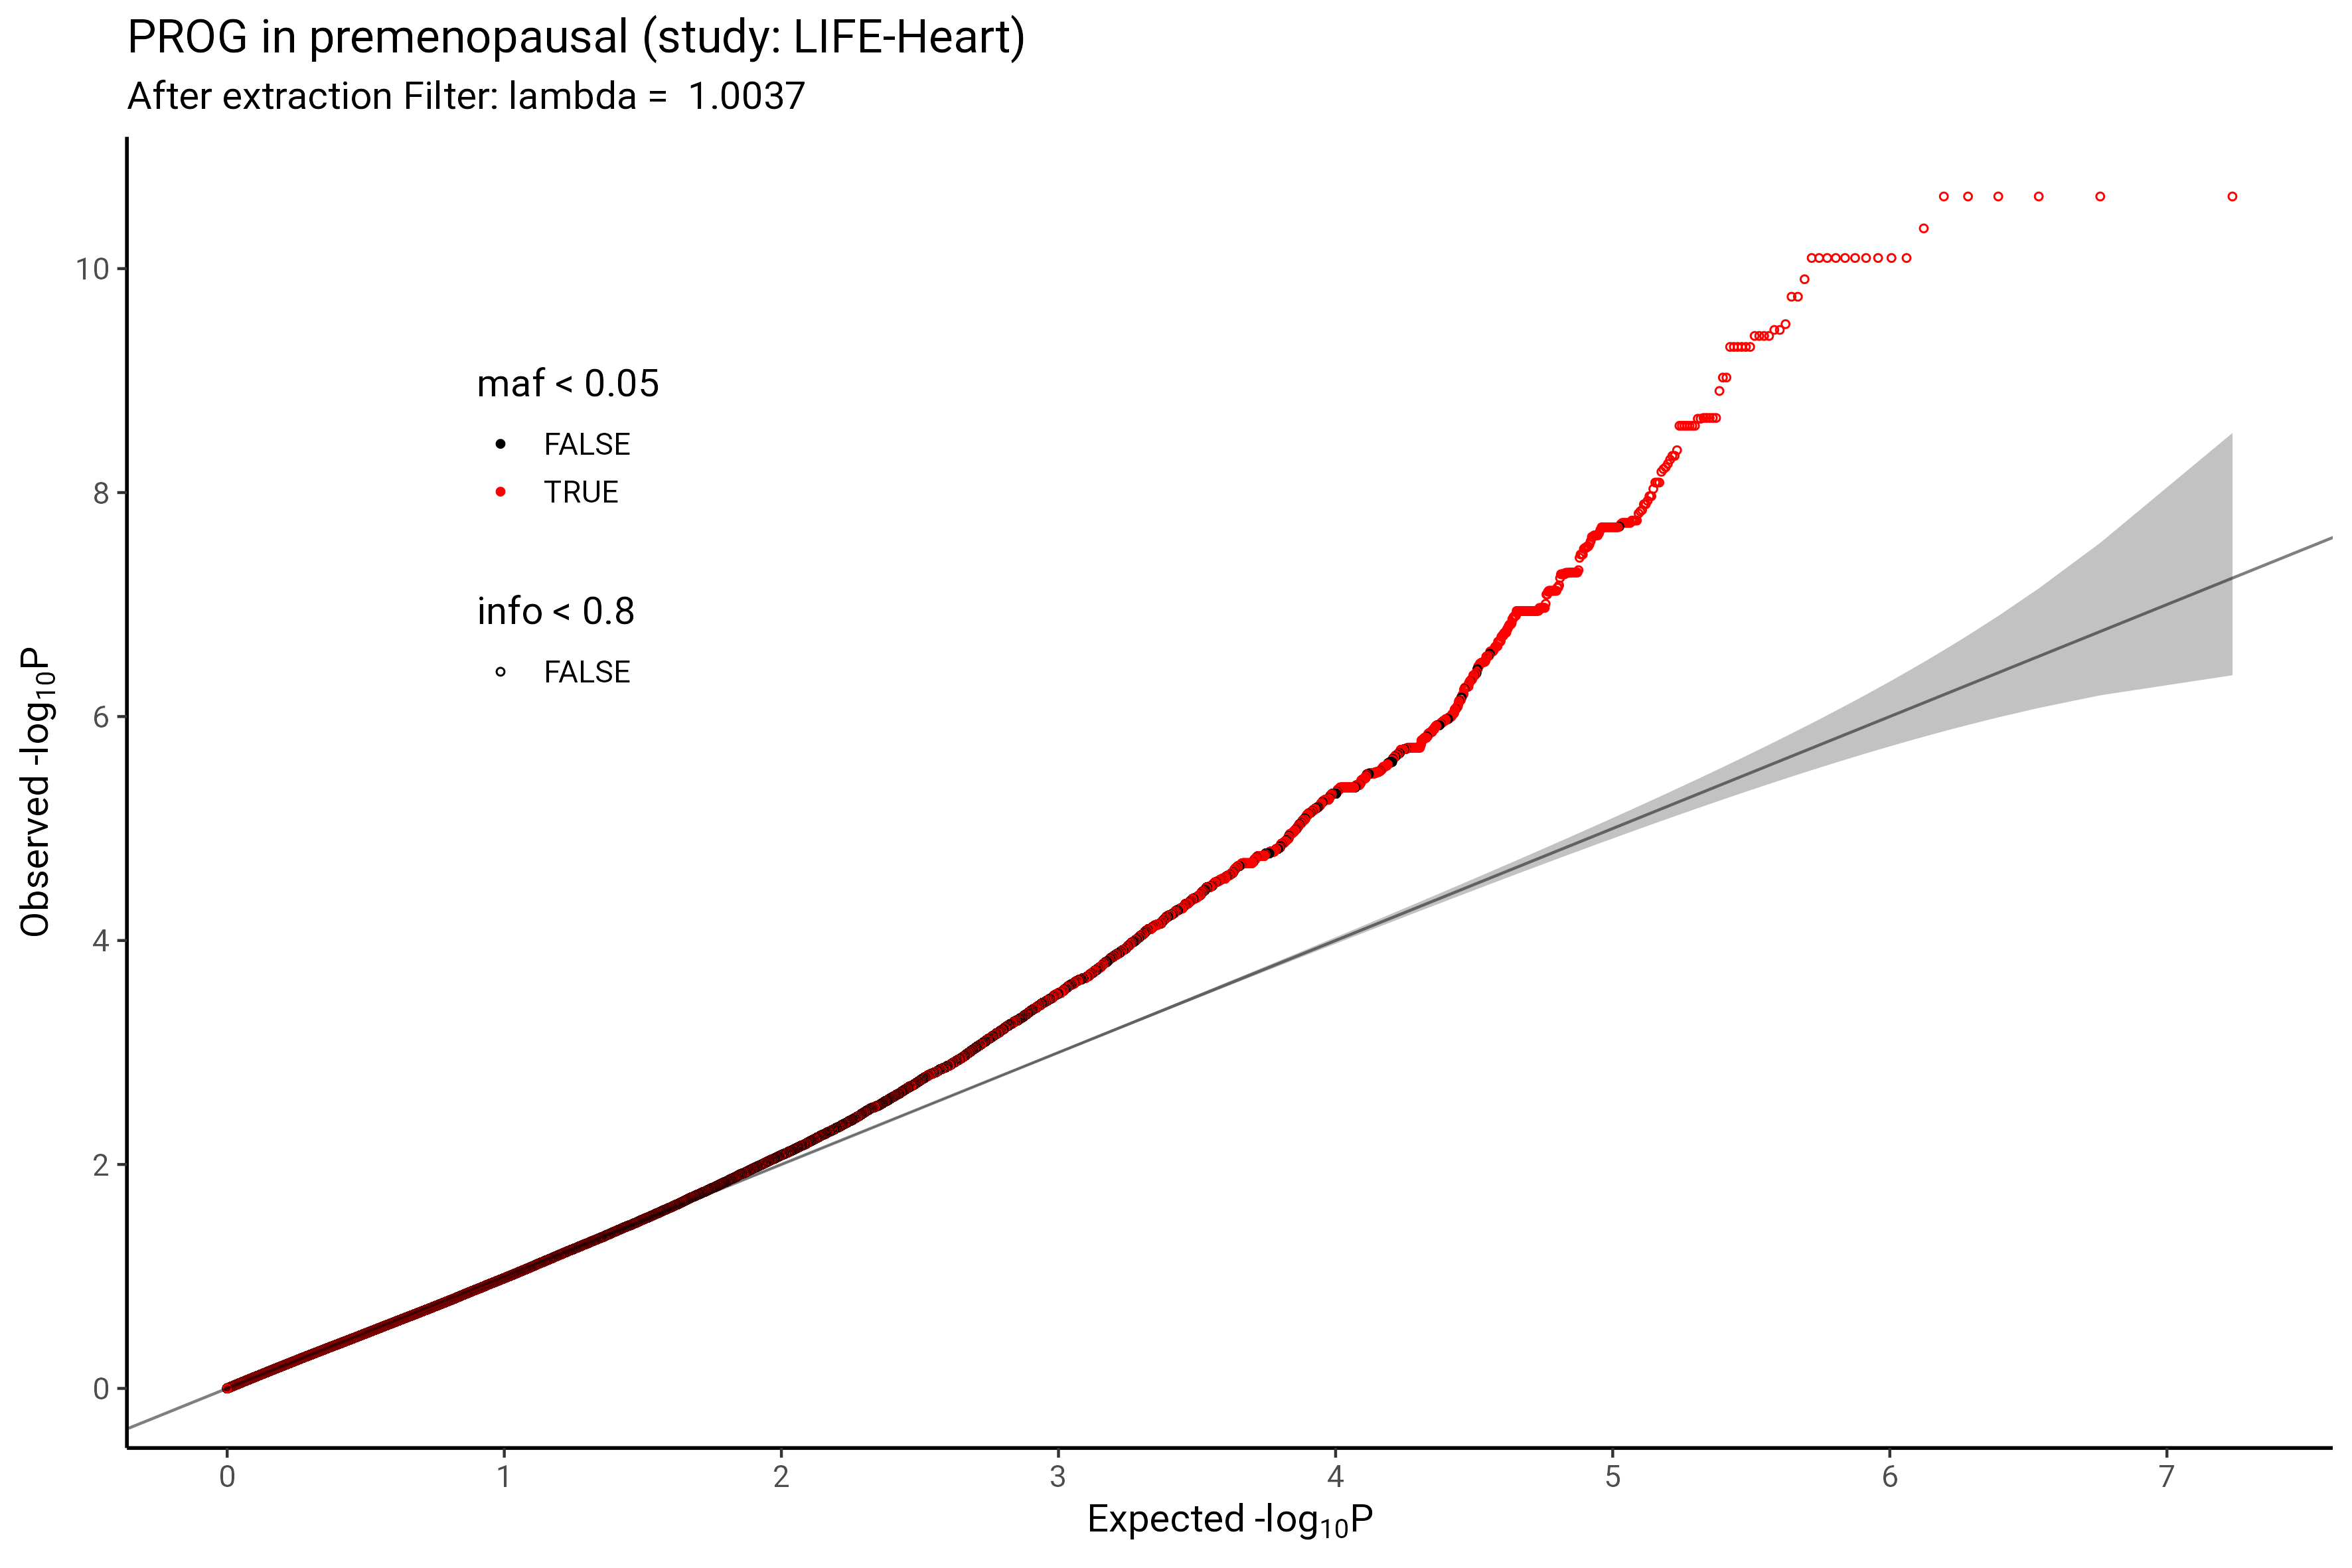 PROG in premenopausal (study: LIFE-Heart)
After extraction Filter: lambda =  1.0037
10
8
6
4
2
0
Observed -log10P
maf < 0.05
FALSE
TRUE
info < 0.8
FALSE
0 1 2 3 4 5 6 7
Expected -log10P